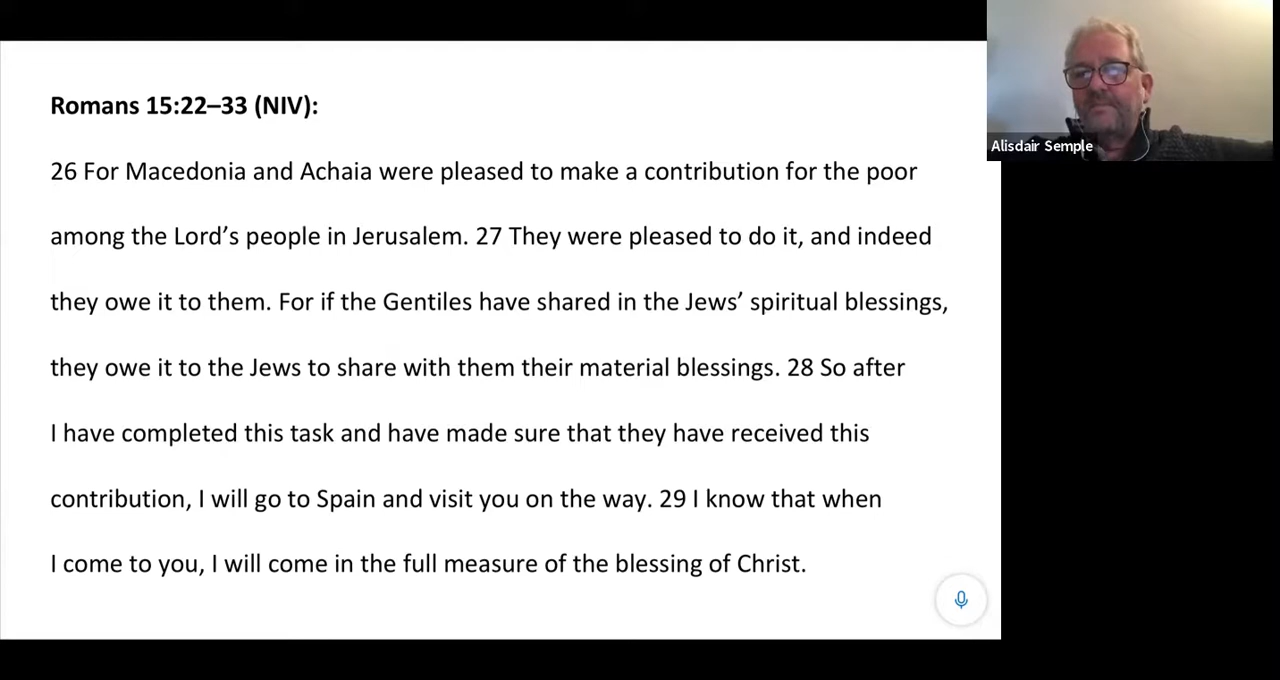 Romans 15:22–33 (NIV):
26 For Macedonia and Achaia were pleased to make a contribution for the poor
among the Lord’s people in Jerusalem. 27 They were pleased to do it, and indeed
they owe it to them. For if the Gentiles have shared in the Jews’ spiritual blessings,
they owe it to the Jews to share with them their material blessings. 28 So after
I have completed this task and have made sure that they have received this
contribution, I will go to Spain and visit you on the way. 29 I know that when
I come to you, I will come in the full measure of the blessing of Christ.
Alisdair Semple